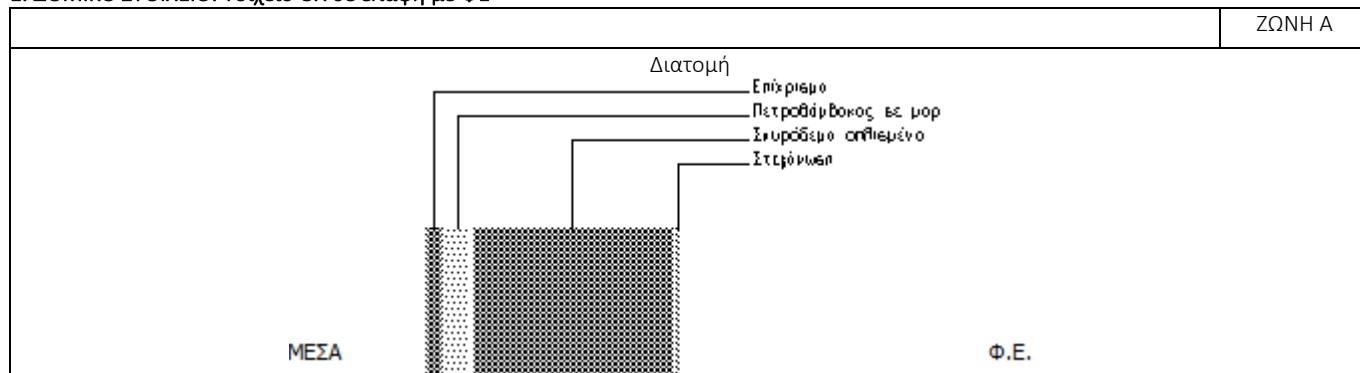 ΖΩΝΗ Α
Διατομή
Επίχρισμα
Πετροβάμβακας σε μορ
Σκυρόδεμα οπλισμένο
Στεγάνωση
ΜΕΣΑ
Φ.Ε.